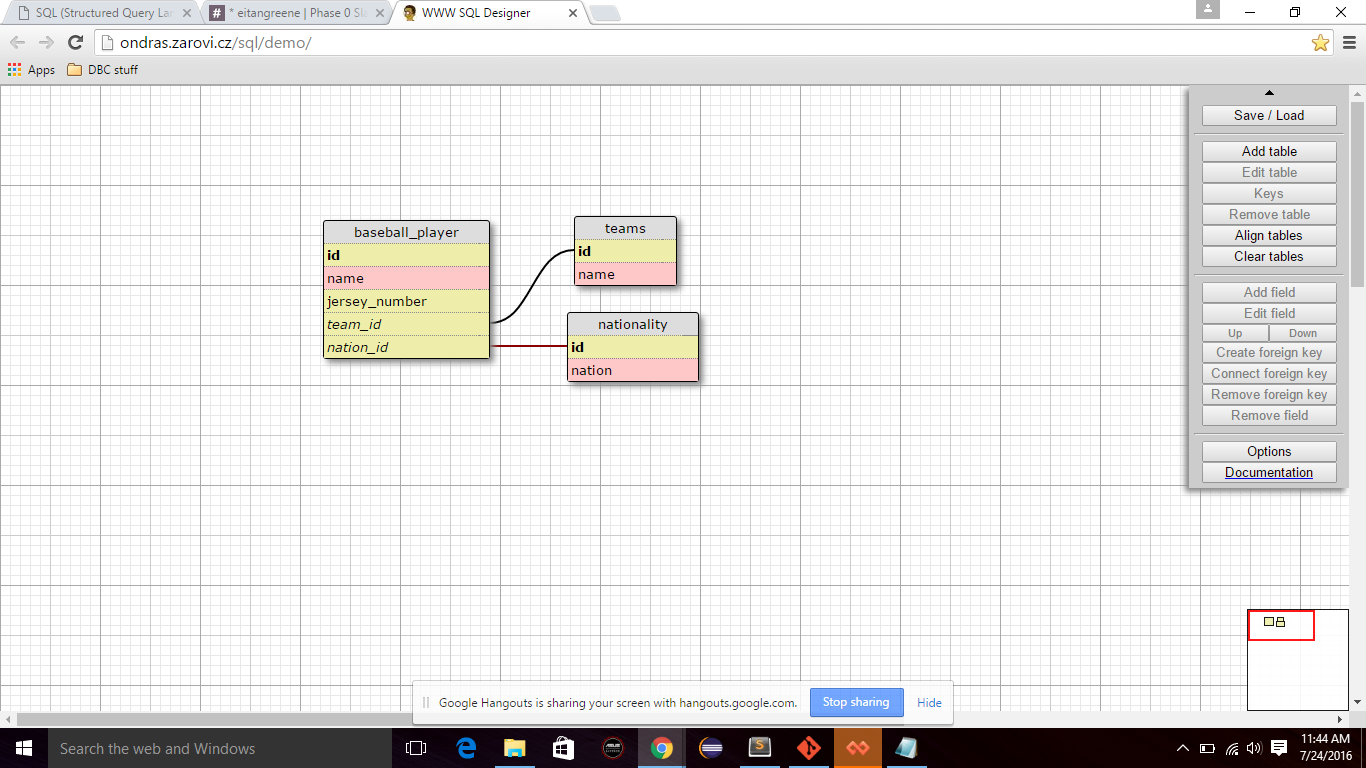 SQL (Structured Query Lan
# * eitangreene | Phase 0 Sla
WWW SQL Designer
ondras.zarovi.cz/sql/demo/
Apps
DBC stuff
Save / Load
Add table
Edit table
Keys
Remove table
Align tables
Clear tables
Add field
Edit field
Up
Down
Create foreign key
Connect foreign key
Remove foreign key
Remove field
Options
Documentation
baseball_player
id
name
jersey_number
team_id
nation_id
teams
id
name
nationality
id
nation
Google Hangouts is sharing your screen with hangouts.google.com.
Stop sharing
Hide
Search the web and Windows
11:44 AM
7/24/2016